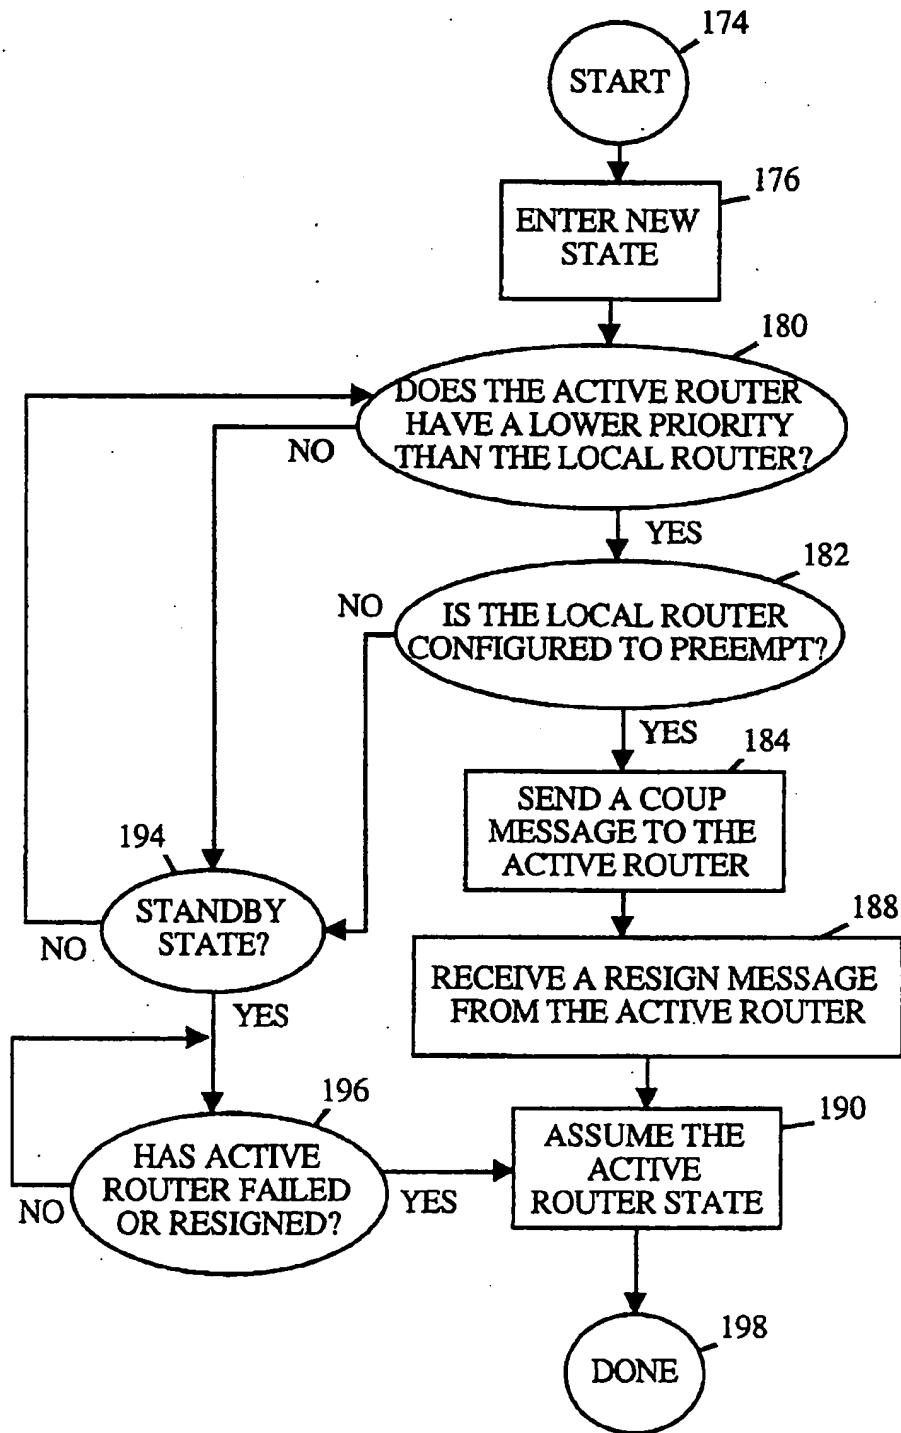 174
START
176
ENTER NEW
STATE
180
DOES THE ACTIVE ROUTER
HAVE A LOWER PRIORITY
THAN THE LOCAL ROUTER?
NO
YES
182
NO
IS THE LOCAL ROUTER
CONFIGURED TO PREEMPT?
YES
184
SEND A COUP
MESSAGE TO THE
ACTIVE ROUTER
194
STANDBY
STATE?
NO
YES
188
RECEIVE A RESIGN MESSAGE
FROM THE ACTIVE ROUTER
196
HAS ACTIVE
ROUTER FAILED
OR RESIGNED?
NO
YES
190
ASSUME THE
ACTIVE
ROUTER STATE
198
DONE